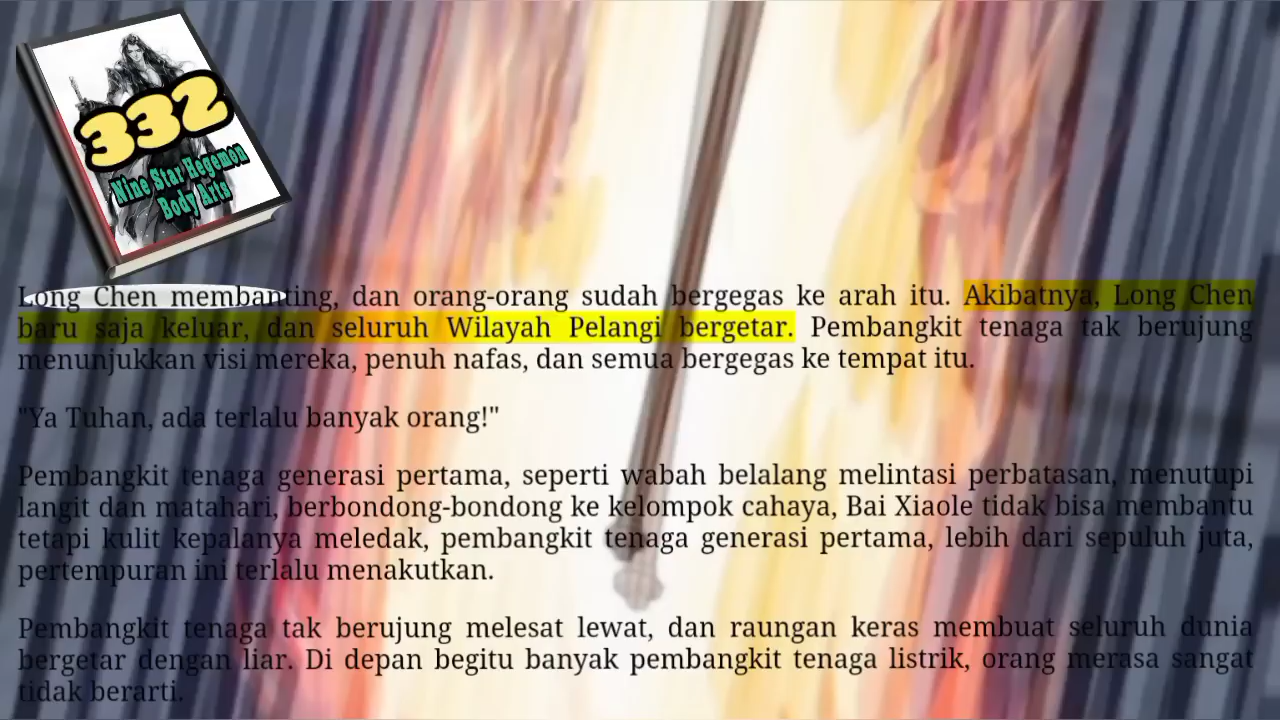 332
Nine Star Hegemon
Body Arts
Long Chen membanting, dan orang-orang sudah bergegas ke arah itu. Akibatnya, Long Chen
baru saja keluar, dan seluruh Wilayah Pelangi bergetar. Pembangkit tenaga tak berujung
menunjukkan visi mereka, penuh nafas, dan semua bergegas ke tempat itu.
"Ya Tuhan, ada terlalu banyak orang!"
Pembangkit tenaga generasi pertama, seperti wabah belalang melintasi perbatasan, menutupi
langit dan matahari, berbondong-bondong ke kelompok cahaya, Bai Xiaole tidak bisa membantu
tetapi kulit kepalanya meledak, pembangkit tenaga generasi pertama, lebih dari sepuluh juta,
pertempuran ini terlalu menakutkan.
Pembangkit tenaga tak berujung melesat lewat, dan raungan keras membuat seluruh dunia
bergetar dengan liar. Di depan begitu banyak pembangkit tenaga listrik, orang merasa sangat
tidak berarti.